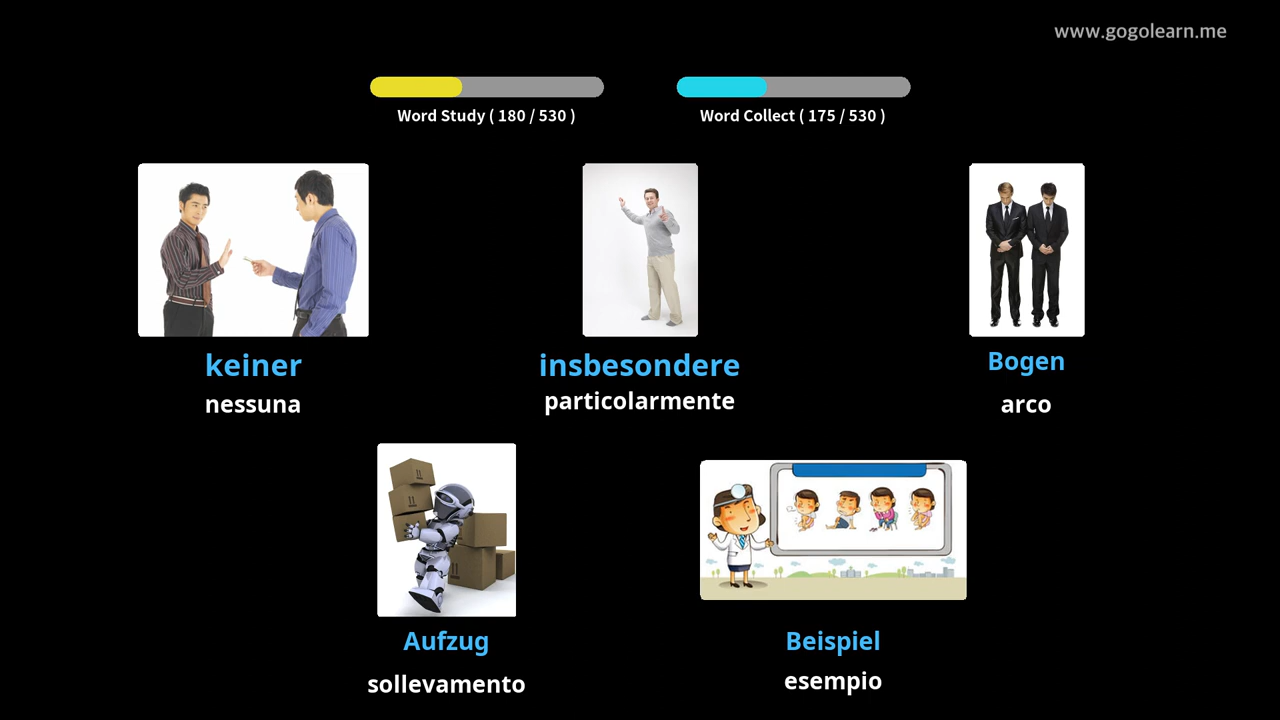 www.gogolearn.me
Word Study ( 180 / 530 )
Word Collect ( 175 / 530 )
keiner
nessuna
insbesondere
particolarmente
Bogen
arco
Aufzug
sollevamento
Beispiel
esempio